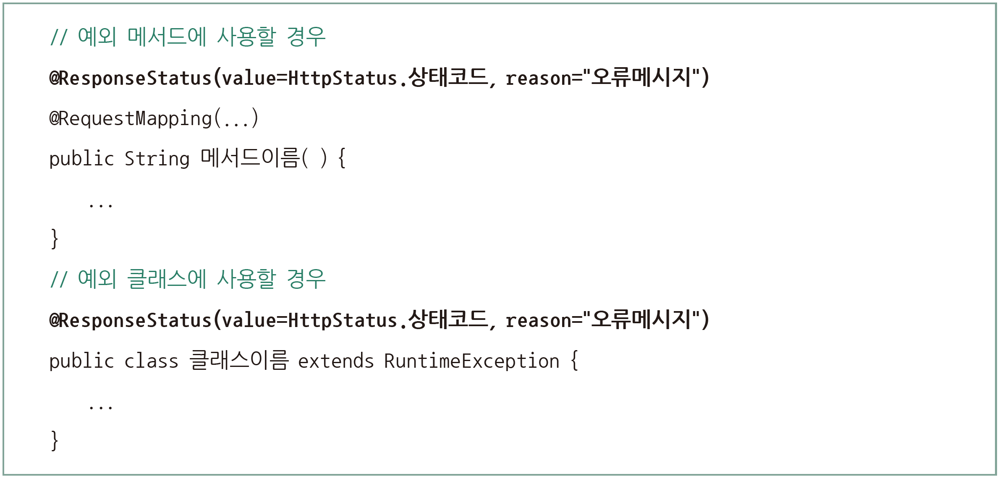 // 예외 메서드에 사용할 경우
@ResponseStatus(value=HttpStatus.상태코드, reason="오류메시지")
@RequestMapping(...)
public String 메서드이름( ) {
...
}
// 예외 클래스에 사용할 경우
@ResponseStatus(value=HttpStatus.상태코드, reason="오류메시지")
public class 클래스이름 extends RuntimeException {
...
}